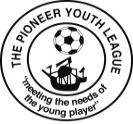 THE PIONEER YOUTH LEAGUE
"meeting the needs of
the young player"